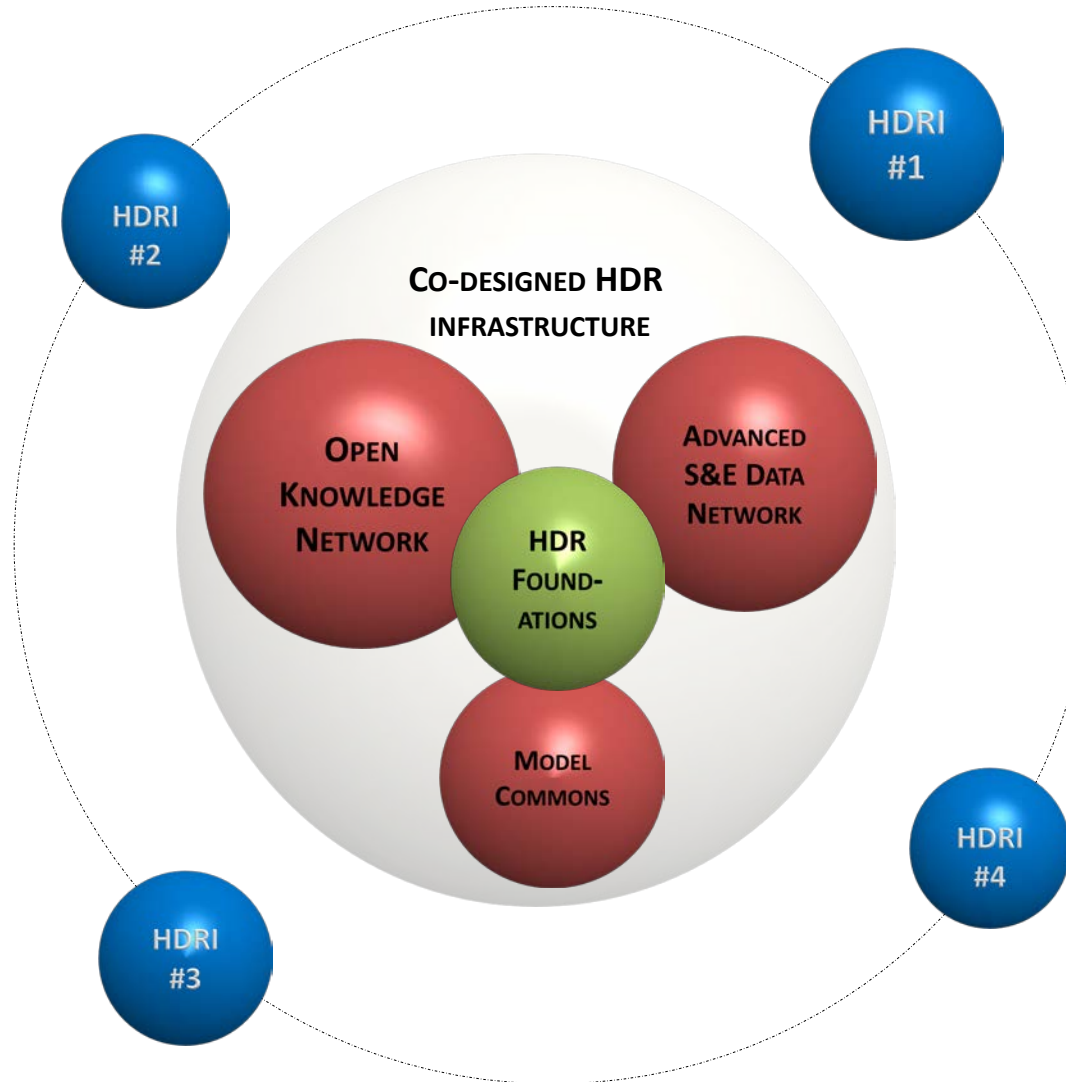 HDRI
#1
HDRI
#2
CO-DESIGNED HDR
INFRASTRUCTURE
OPEN
KNOWLEDGE
NETWORK
ADVANCED
S&E DATA
NETWORK
HDR
FOUND-
ATIONS
MODEL
COMMONS
HDRI
#3
HDRI
#4